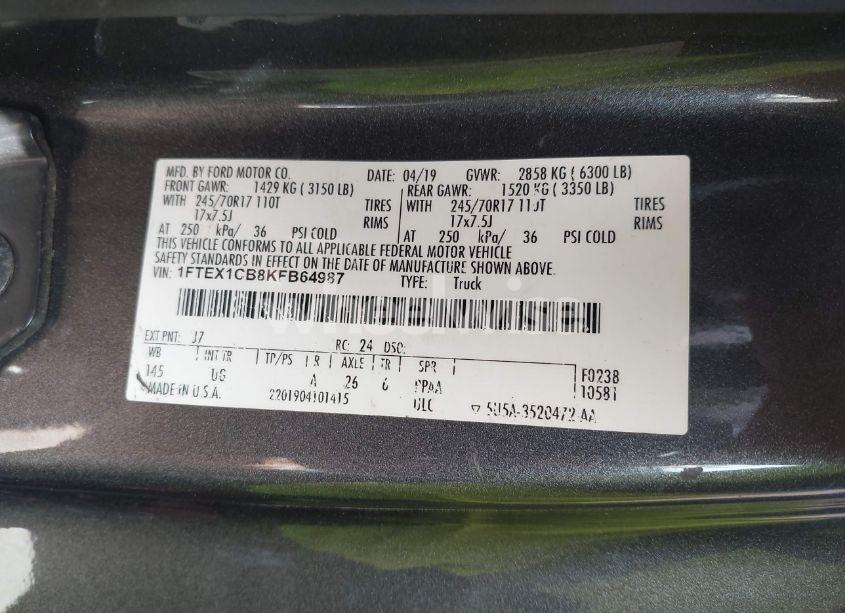 MFD. BY FORD MOTOR CO. DATE: 04/19 GVWR: 2858 KG ( 6300 LB)
FRONT GAWR: 1429 KG ( 3150 LB) REAR GAWR: 1520 KG ( 3350 LB)
WITH 245/70R17 110T TIRES WITH 245/70R17 110T TIRES
17x7.5J RIMS 17x7.5J RIMS
AT 250 kPa/ 36 PSI COLD AT 250 kPa/ 36 PSI COLD
THIS VEHICLE CONFORMS TO ALL APPLICABLE FEDERAL MOTOR VEHICLE
SAFETY STANDARDS IN EFFECT ON THE DATE OF MANUFACTURE SHOWN ABOVE.
VIN: 1FTEX1CB8KFB64987 TYPE: Truck
EXT PNT: J7 RC: 24 DSO:
WB INT TR TP/PS R AXLE TR SPR
145 UG A 26 6 F0238
MADE IN U.S.A. 2201904101415 10581